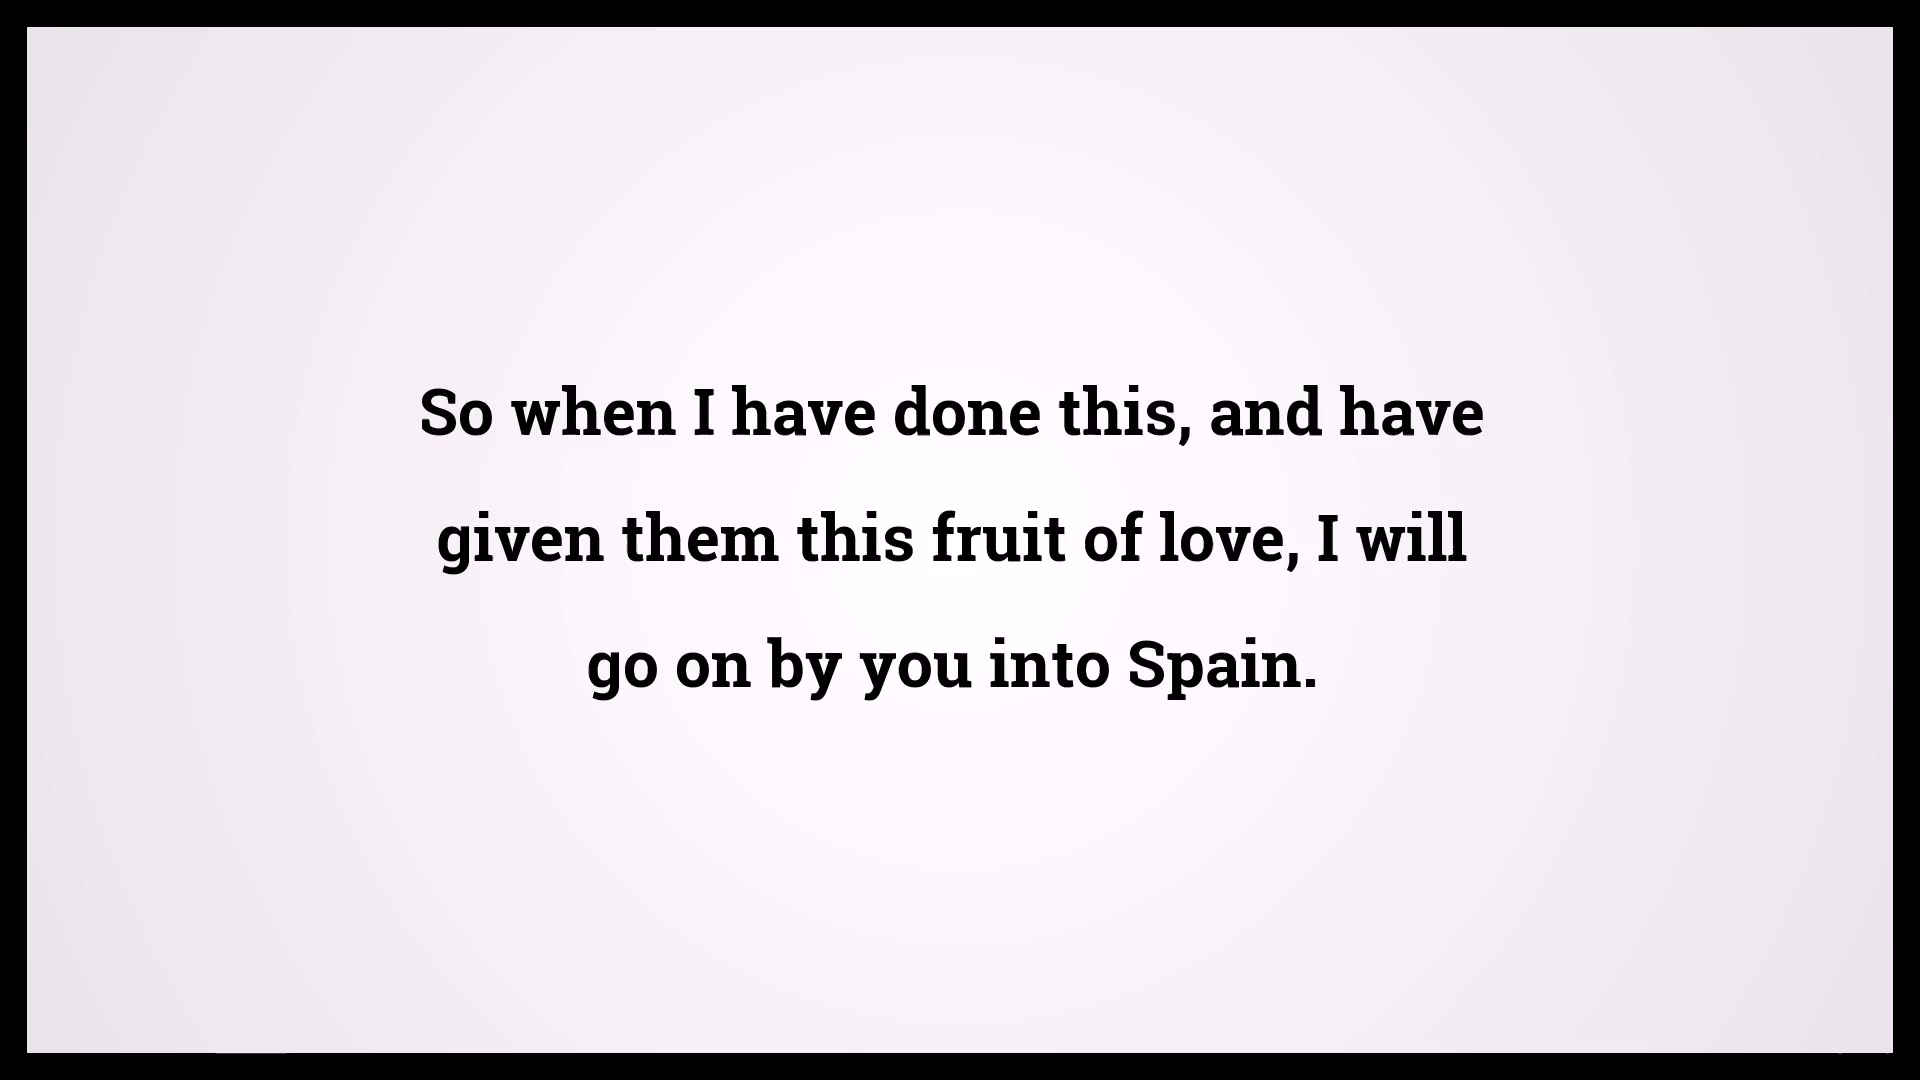 So when I have done this, and have
given them this fruit of love, I will
go on by you into Spain.